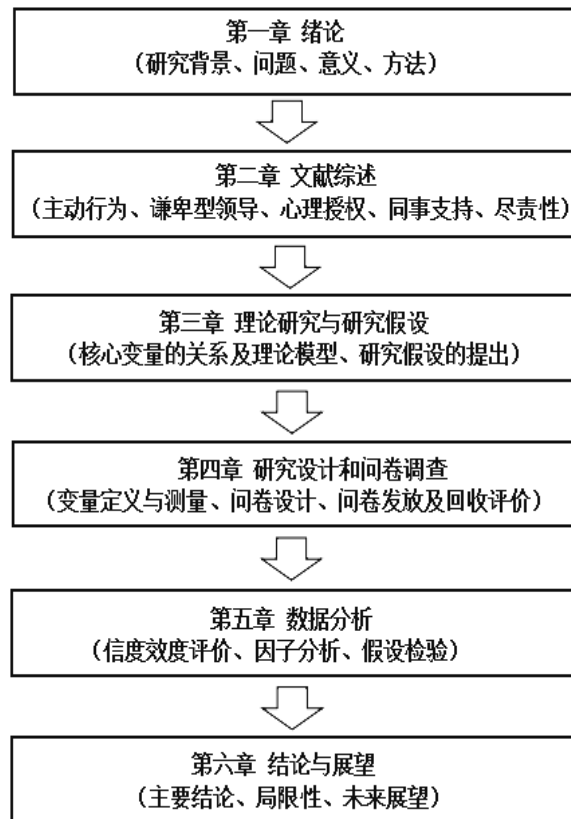 第一章 绪论
（研究背景、问题、意义、方法）
第二章 文献综述
（主动行为、谦卑型领导、心理授权、同事支持、尽责性）
第三章 理论研究与研究假设
（核心变量的关系及理论模型、研究假设的提出）
第四章 研究设计和问卷调查
（变量定义与测量、问卷设计、问卷发放及回收评价）
第五章 数据分析
（信度效度评价、因子分析、假设检验）
第六章 结论与展望
（主要结论、局限性、未来展望）